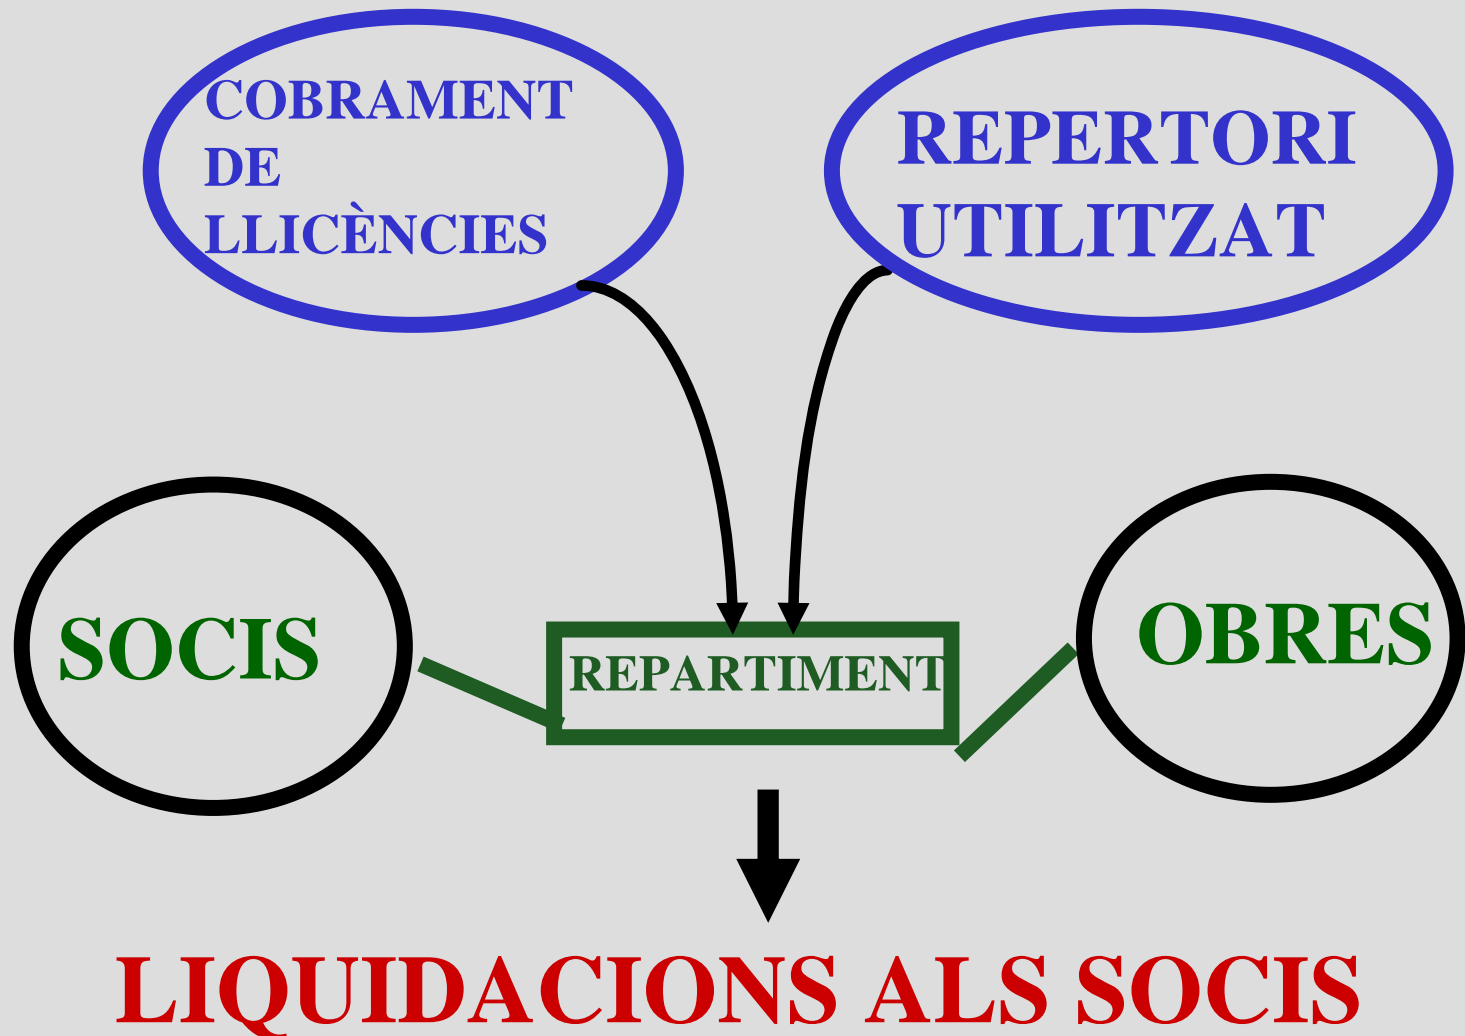 COBRAMENT
DE
LLICÈNCIES
REPERTORI
UTILITZAT
SOCIS
REPARTIMENT
OBRES
LIQUIDACIONS ALS SOCIS